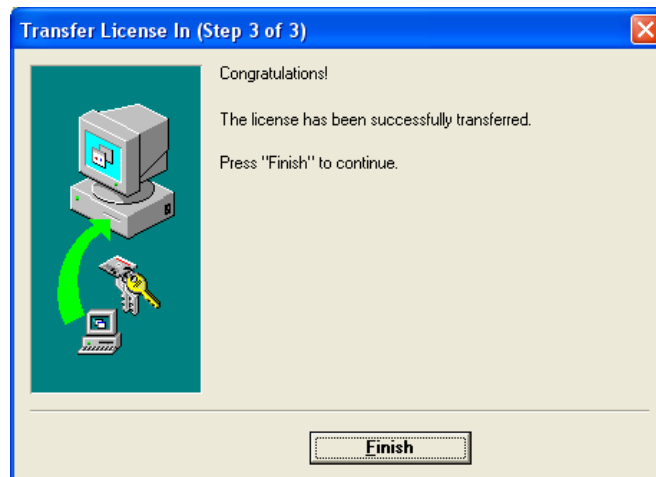 Transfer License In (Step 3 of 3)
Congratulations!
The license has been successfully transferred.
Press "Finish" to continue.
Finish